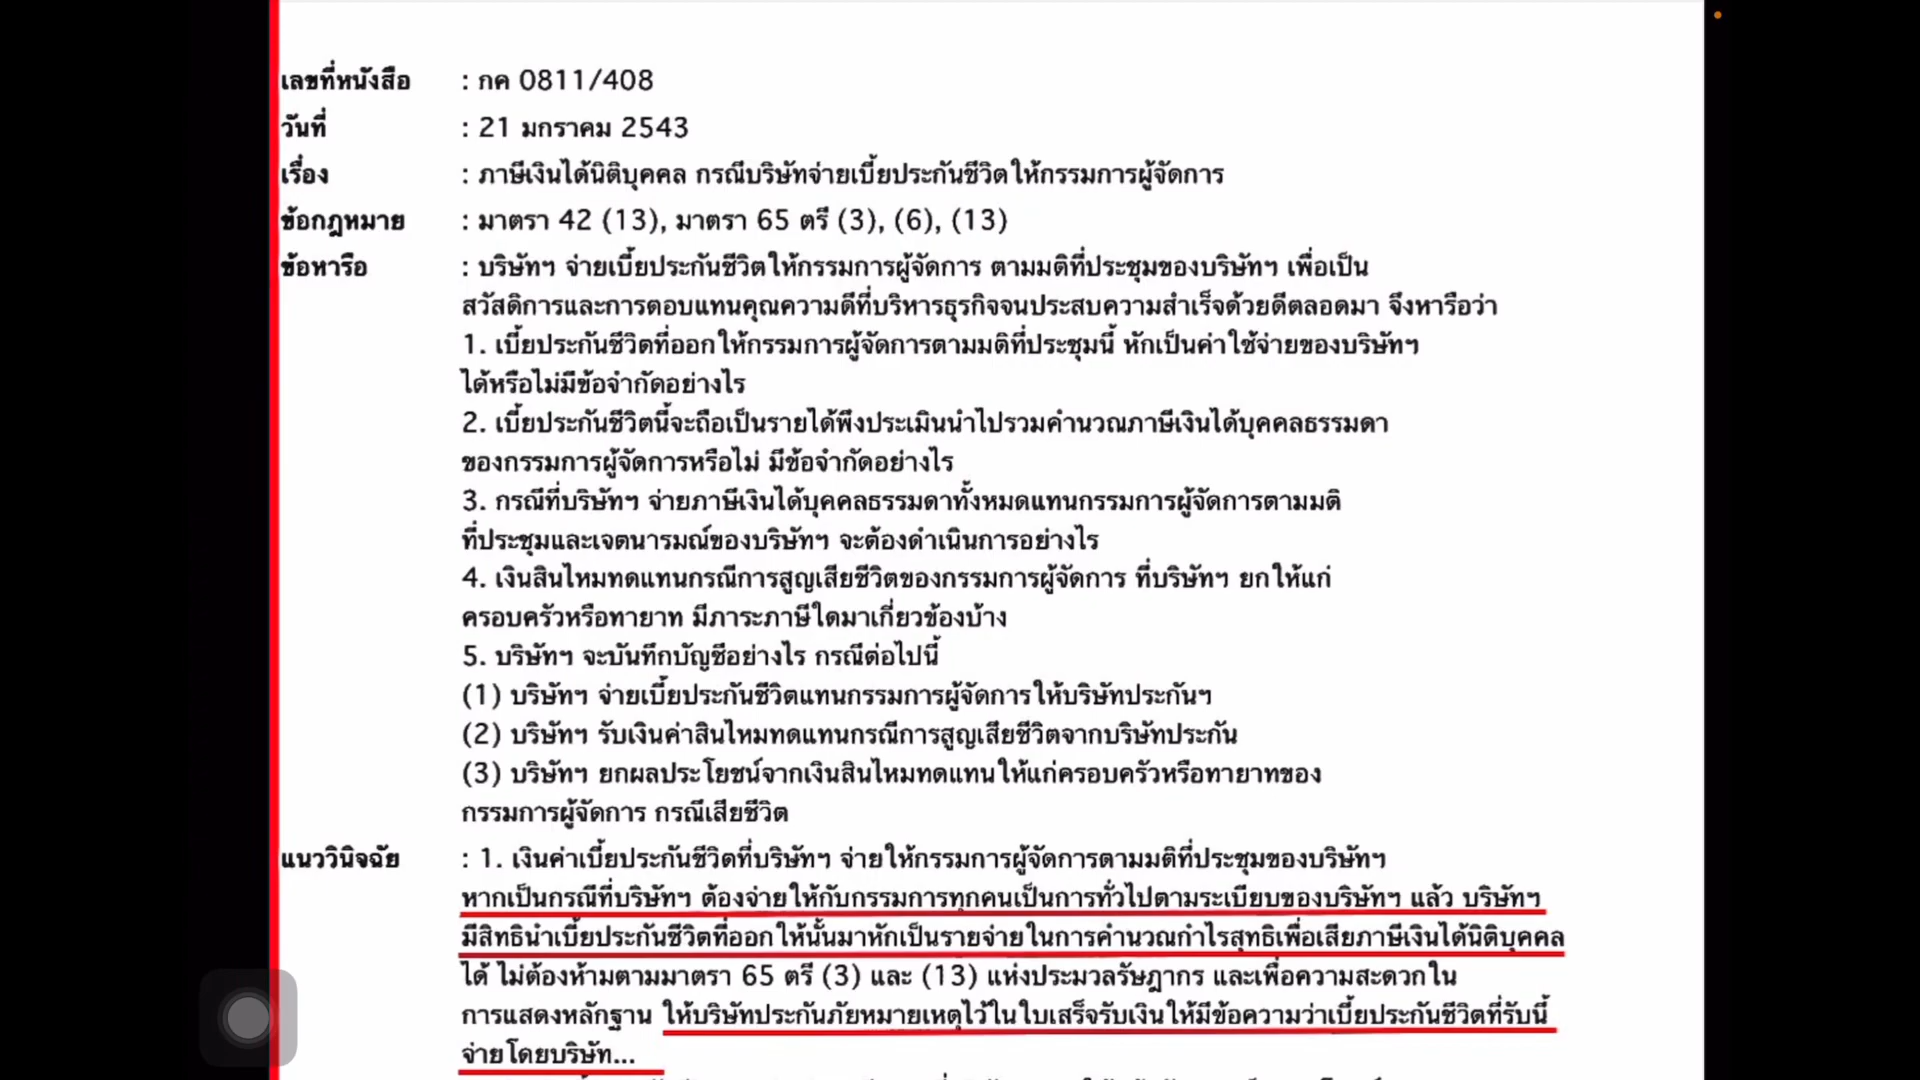 เลขที่หนังสือ : กค 0811/408
วันที่ : 21 มกราคม 2543
เรื่อง : ภาษีเงินได้นิติบุคคล กรณีบริษัทจ่ายเบี้ยประกันชีวิตให้กรรมการผู้จัดการ
ข้อกฎหมาย : มาตรา 42 (13), มาตรา 65 ตรี (3), (6), (13)
ข้อหารือ : บริษัทฯ จ่ายเบี้ยประกันชีวิตให้กรรมการผู้จัดการ ตามมติที่ประชุมของบริษัทฯ เพื่อเป็น
สวัสดิการและการตอบแทนคุณความดีที่บริหารธุรกิจจนประสบความสำเร็จด้วยดีตลอดมา จึงหารือว่า
1. เบี้ยประกันชีวิตที่ออกให้กรรมการผู้จัดการตามมติที่ประชุมนี้ หักเป็นค่าใช้จ่ายของบริษัทฯ
ได้หรือไม่มีข้อจำกัดอย่างไร
2. เบี้ยประกันชีวิตนี้จะถือเป็นรายได้พึงประเมินนำไปรวมคำนวณภาษีเงินได้บุคคลธรรมดา
ของกรรมการผู้จัดการหรือไม่ มีข้อจำกัดอย่างไร
3. กรณีที่บริษัทฯ จ่ายภาษีเงินได้บุคคลธรรมดาทั้งหมดแทนกรรมการผู้จัดการตามมติ
ที่ประชุมและเจตนารมณ์ของบริษัทฯ จะต้องดำเนินการอย่างไร
4. เงินสินไหมทดแทนกรณีการสูญเสียชีวิตของกรรมการผู้จัดการ ที่บริษัทฯ ยกให้แก่
ครอบครัวหรือทายาท มีภาระภาษีใดมาเกี่ยวข้องบ้าง
5. บริษัทฯ จะบันทึกบัญชีอย่างไร กรณีต่อไปนี้
(1) บริษัทฯ จ่ายเบี้ยประกันชีวิตแทนกรรมการผู้จัดการให้บริษัทประกันฯ
(2) บริษัทฯ รับเงินค่าสินไหมทดแทนกรณีการสูญเสียชีวิตจากบริษัทประกัน
(3) บริษัทฯ ยกผลประโยชน์จากเงินสินไหมทดแทนให้แก่ครอบครัวหรือทายาทของ
กรรมการผู้จัดการ กรณีเสียชีวิต
แนววินิจฉัย : 1. เงินค่าเบี้ยประกันชีวิตที่บริษัทฯ จ่ายให้กรรมการผู้จัดการตามมติที่ประชุมของบริษัทฯ
หากเป็นกรณีที่บริษัทฯ ต้องจ่ายให้กับกรรมการทุกคนเป็นการทั่วไปตามระเบียบของบริษัทฯ แล้ว บริษัทฯ
มีสิทธินำเบี้ยประกันชีวิตที่ออกให้นั้นมาหักเป็นรายจ่ายในการคำนวณกำไรสุทธิเพื่อเสียภาษีเงินได้นิติบุคคล
ได้ ไม่ต้องห้ามตามมาตรา 65 ตรี (3) และ (13) แห่งประมวลรัษฎากร และเพื่อความสะดวกใน
การแสดงหลักฐาน ให้บริษัทประกันภัยหมายเหตุไว้ในใบเสร็จรับเงินให้มีข้อความว่าเบี้ยประกันชีวิตที่รับนี้
จ่ายโดยบริษัท...